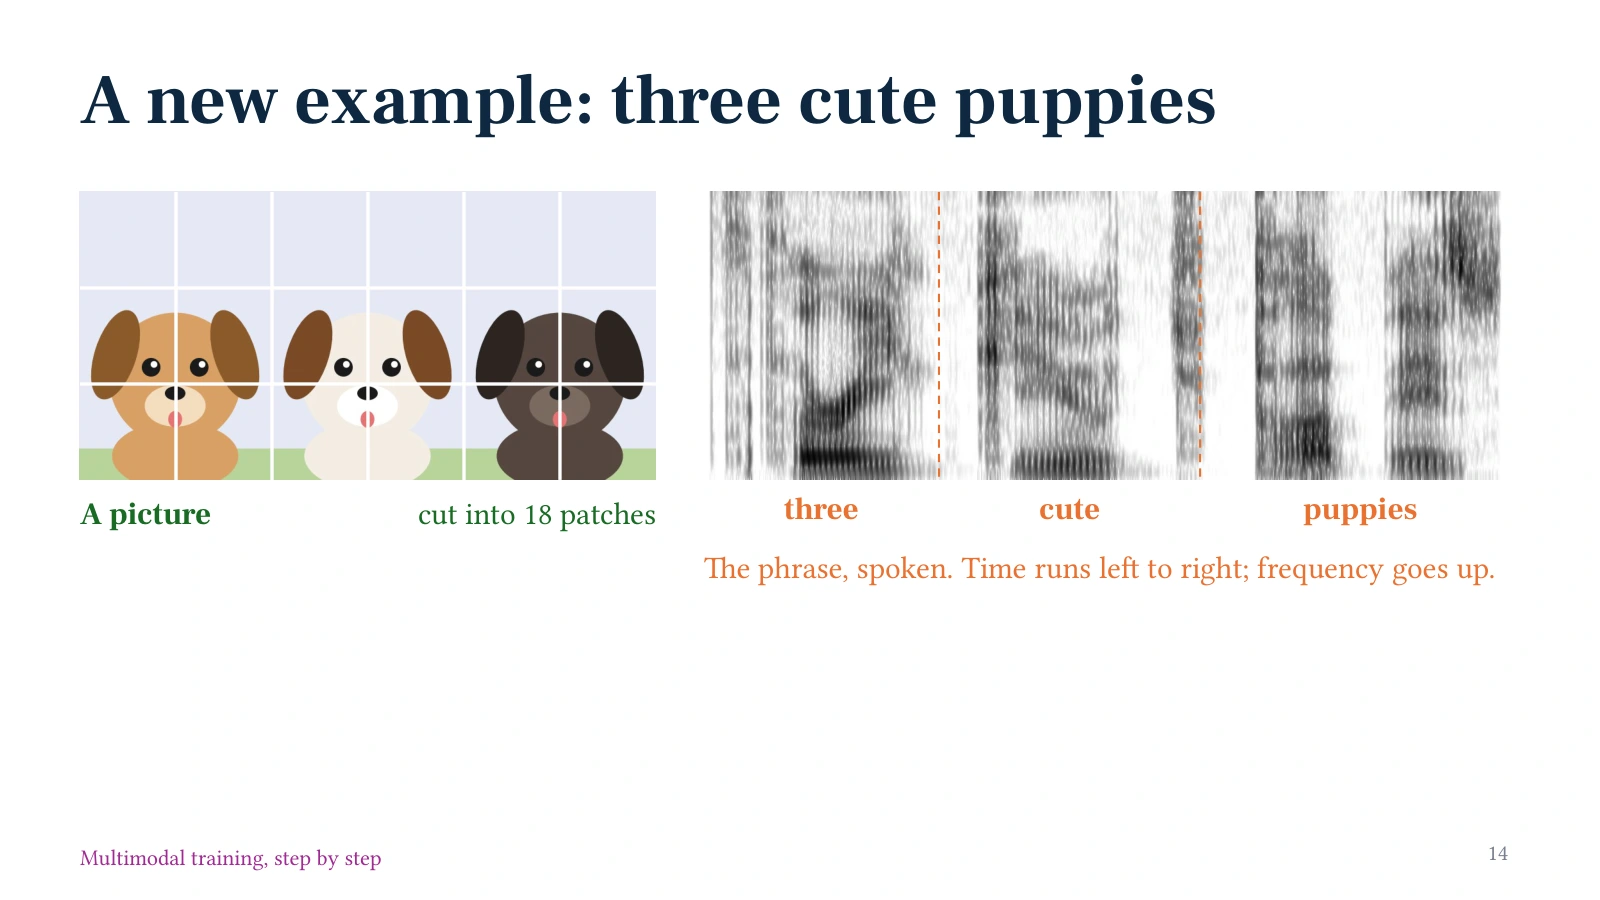 A new example: three cute puppies
A picture
cut into 18 patches
three
cute
puppies
The phrase, spoken. Time runs left to right; frequency goes up.
Multimodal training, step by step
14